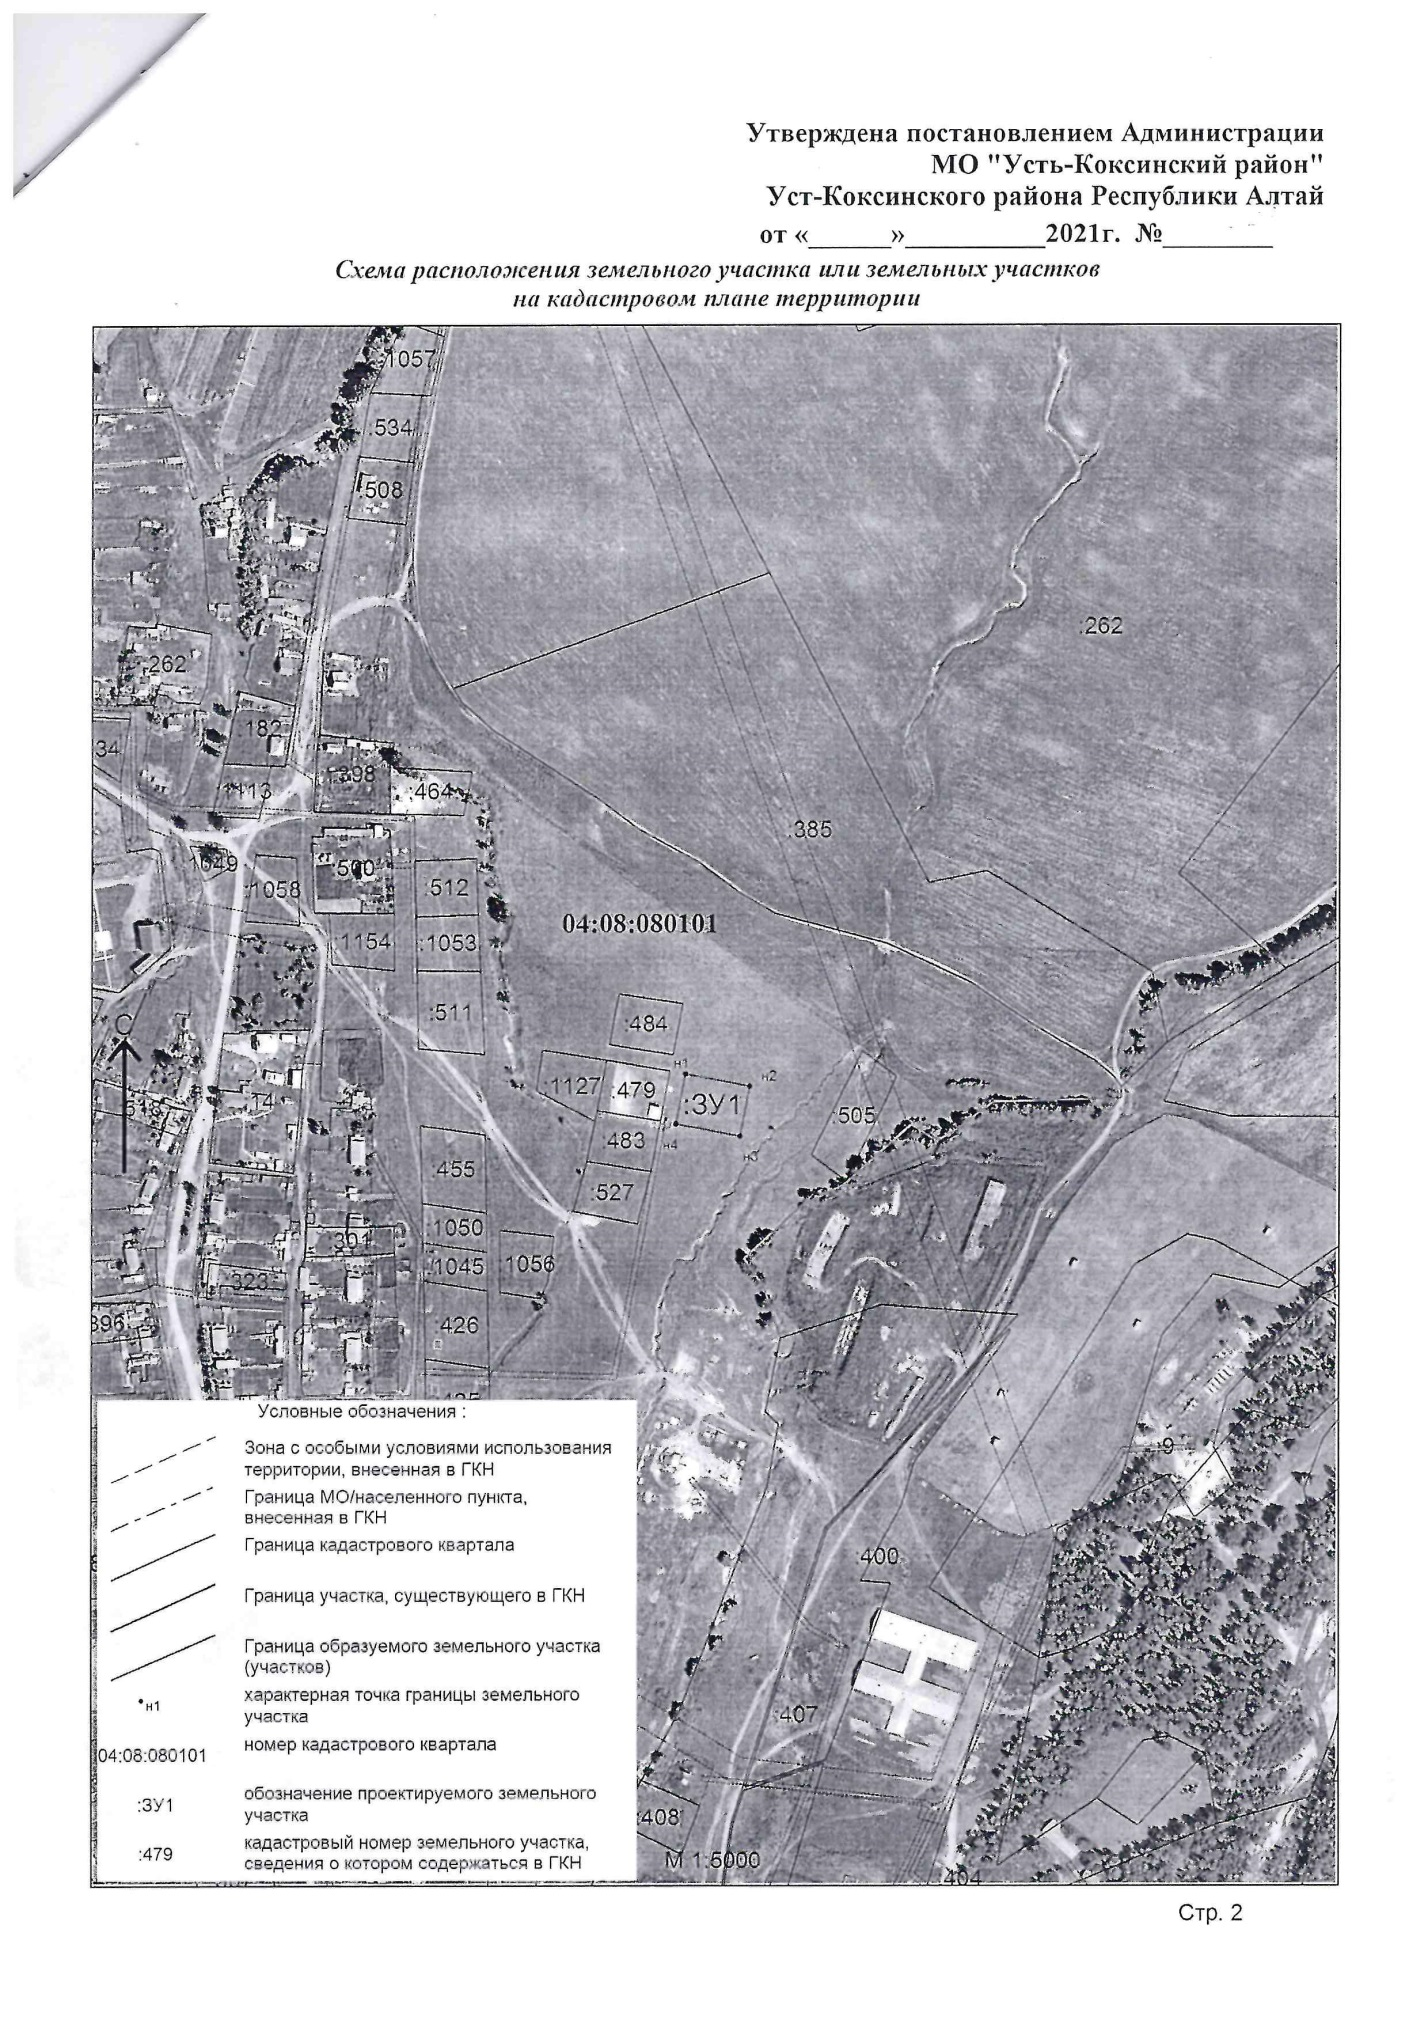 Утверждена постановлением Администрации
МО "Усть-Коксинский район"
Уст-Коксинского района Республики Алтай
от «______»____________2021г. №________
Схема расположения земельного участка или земельных участков
на кадастровом плане территории
:1057
:534
:508
:262
:262
:182
34
:1113
:398
:464
:385
1049
:1058
:500
:512
04:08:080101
:1154
:1053
:511
:484
С
н1
н2
:1127
:479
:ЗУ1
:505
14
:518
483
н4
н3
:455
:527
:1050
301
:1045
1056
323
396
:426
Условные обозначения :
Зона с особыми условиями использования
территории, внесенная в ГКН
Граница МО/населенного пункта,
внесенная в ГКН
:9
Граница кадастрового квартала
:400
Граница участка, существующего в ГКН
Граница образуемого земельного участка
(участков)
н1
характерная точка границы земельного
участка
:407
04:08:080101
номер кадастрового квартала
:ЗУ1
обозначение проектируемого земельного
участка
:408
:479
кадастровый номер земельного участка,
сведения о котором содержаться в ГКН
М 1:5000
404
Стр. 2